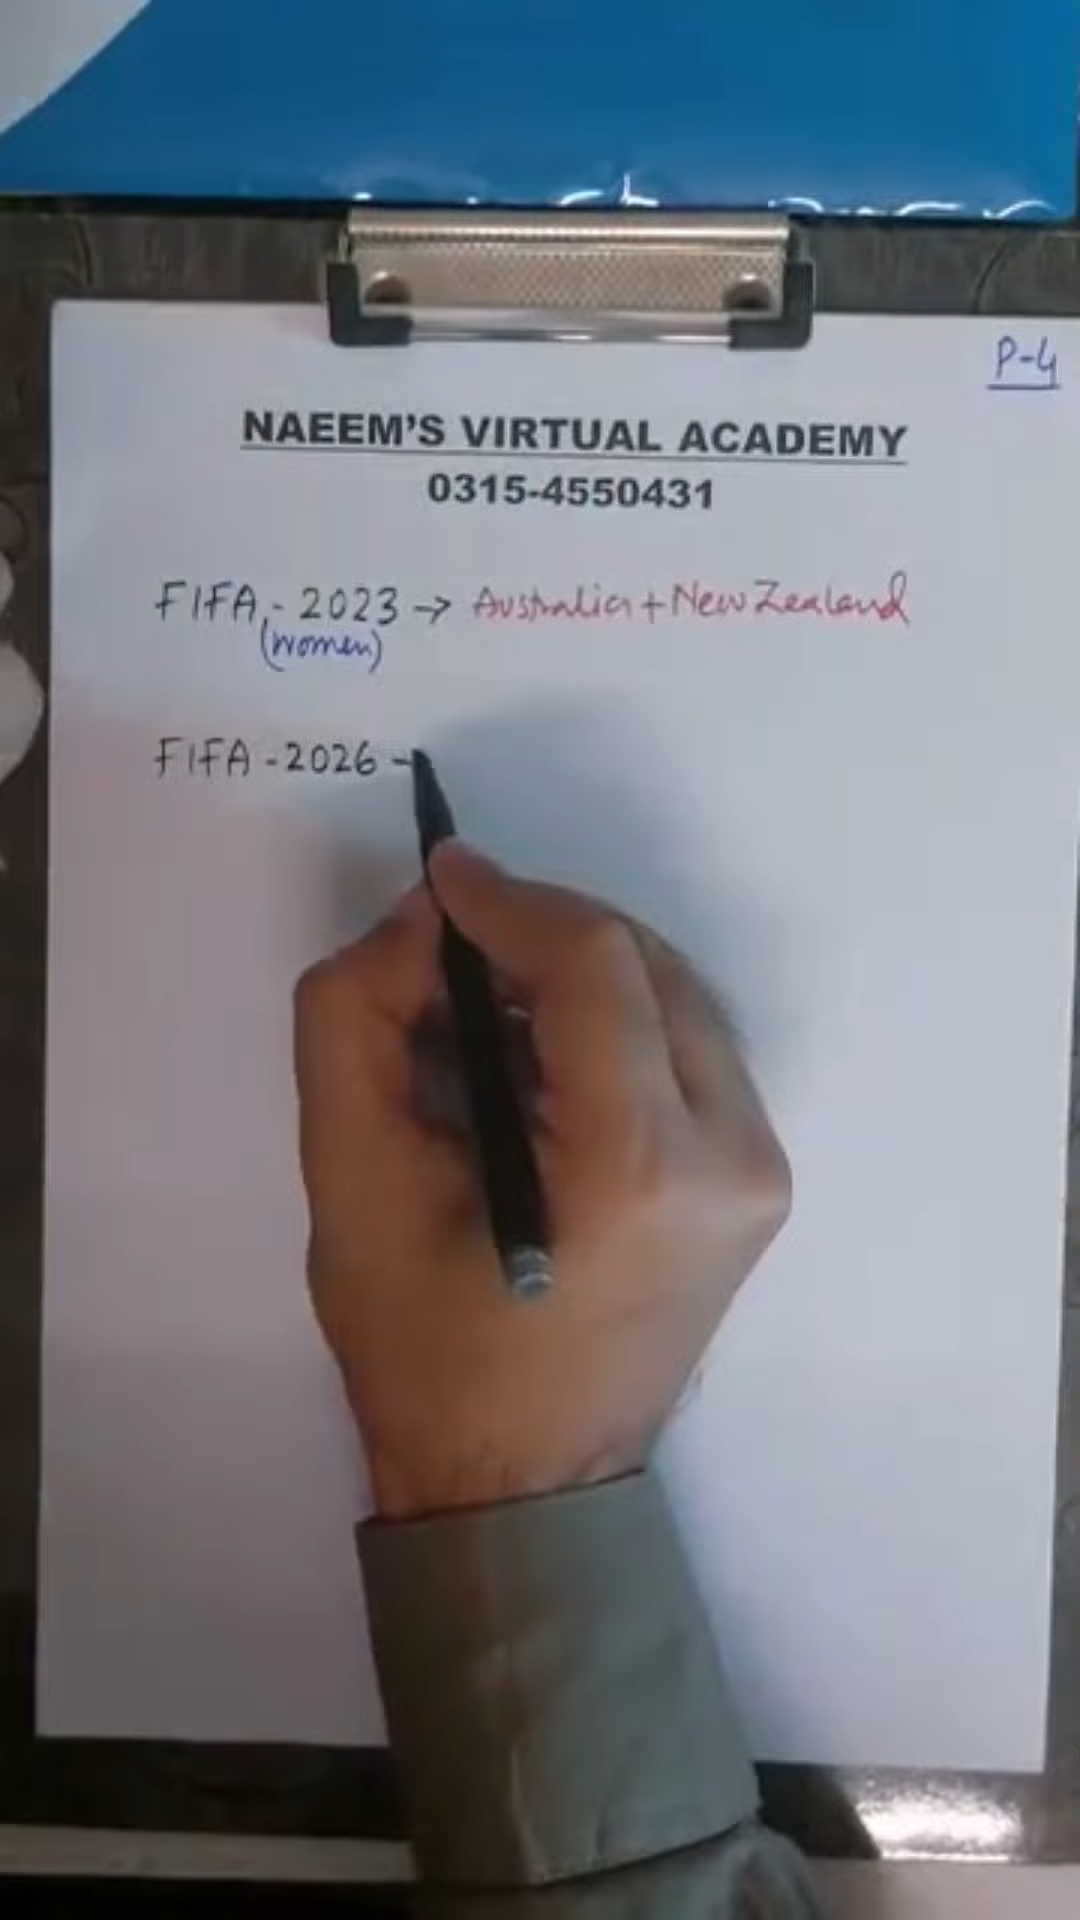 P-4
NAEEM'S VIRTUAL ACADEMY
0315-4550431
FIFA - 2023 → Australia + New Zealand
(women)
FIFA - 2026 -